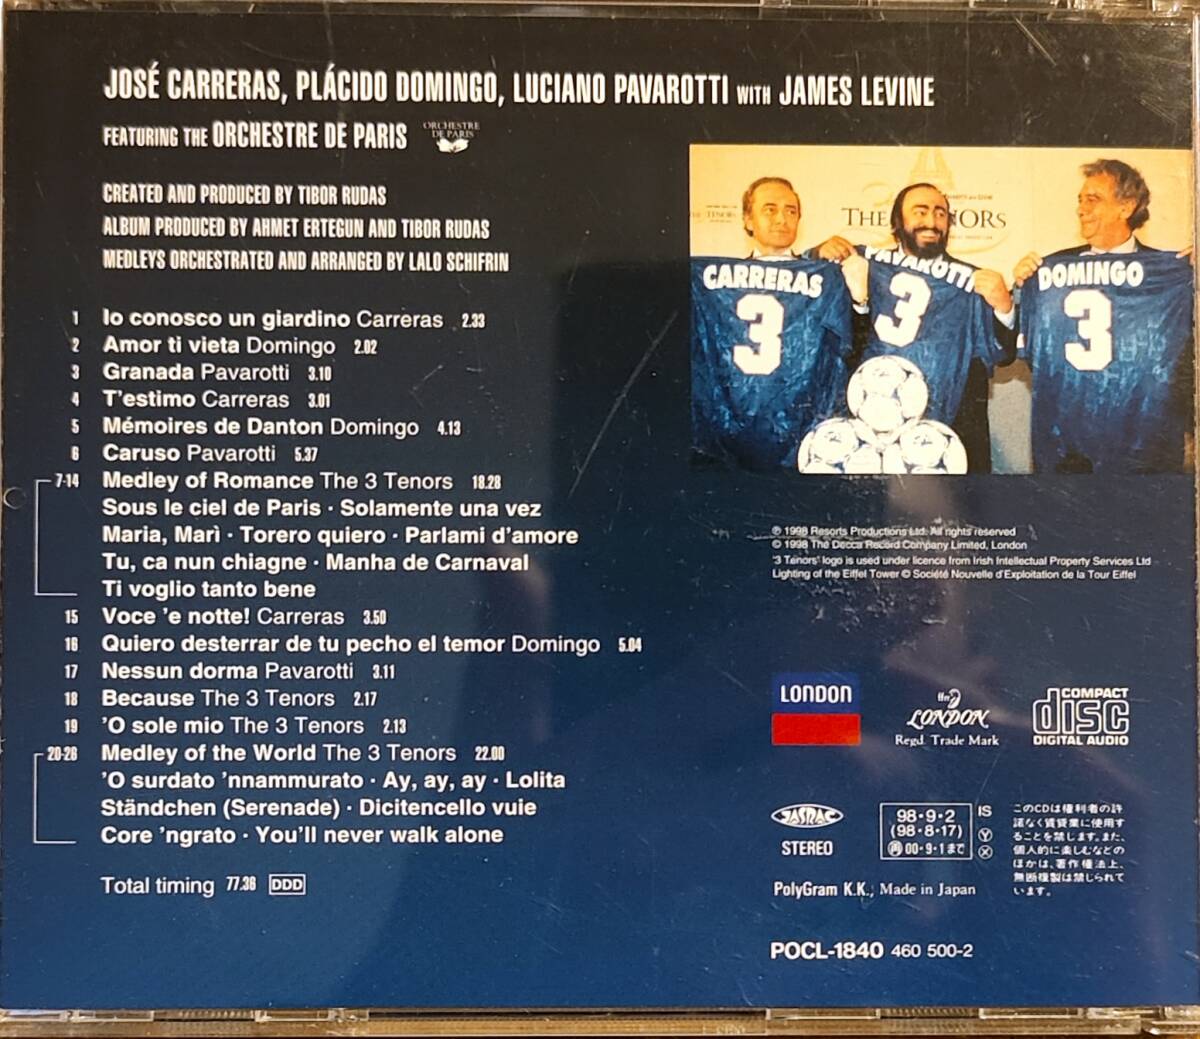 JOSÉ CARRERAS, PLÁCIDO DOMINGO, LUCIANO PAVAROTTI WITH JAMES LEVINE
FEATURING THE ORCHESTRE DE PARIS
ORCHESTRE
DE PARIS
CREATED AND PRODUCED BY TIBOR RUDAS
ALBUM PRODUCED BY AHMET ERTEGUN AND TIBOR RUDAS
MEDLEYS ORCHESTRATED AND ARRANGED BY LALO SCHIFRIN
1 Io conosco un giardino Carreras 2.33
2 Amor ti vieta Domingo 2.02
3 Granada Pavarotti 3.10
4 T'estimo Carreras 3.01
5 Mémoires de Danton Domingo 4.13
6 Caruso Pavarotti 5.37
7-14 Medley of Romance The 3 Tenors 18.28
Sous le ciel de Paris · Solamente una vez
Maria, Marì · Torero quiero · Parlami d'amore
Tu, ca nun chiagne · Manha de Carnaval
Ti voglio tanto bene
15 Voce 'e notte! Carreras 3.50
16 Quiero desterrar de tu pecho el temor Domingo 5.04
17 Nessun dorma Pavarotti 3.11
18 Because The 3 Tenors 2.17
19 'O sole mio The 3 Tenors 2.13
20-26 Medley of the World The 3 Tenors 22.00
'O surdato 'nnammurato · Ay, ay, ay · Lolita
Ständchen (Serenade) · Dicitencello vuie
Core 'ngrato · You'll never walk alone
Total timing 77.36 DDD
CARRERAS
3
PAVAROTTI
3
DOMINGO
3
℗ 1998 Resorts Productions Ltd. All rights reserved
© 1998 The Decca Record Company Limited, London
'3 Tenors' logo is used under licence from Irish Intellectual Property Services Ltd
Lighting of the Eiffel Tower © Société Nouvelle d'Exploitation de la Tour Eiffel
LONDON
ffrr
LONDON
Regd. Trade Mark
COMPACT
disc
DIGITAL AUDIO
JASRAC
STEREO
98・9・2
(98・8・17)
再00・9・1まで
IS
Y
X
このCDは権利者の許
諾なく賃貸業に使用す
ることを禁じます。また、
個人的に楽しむなどの
ほかは、著作権法上、
無断複製は禁じられて
います。
PolyGram K.K., Made in Japan
POCL-1840 460 500-2